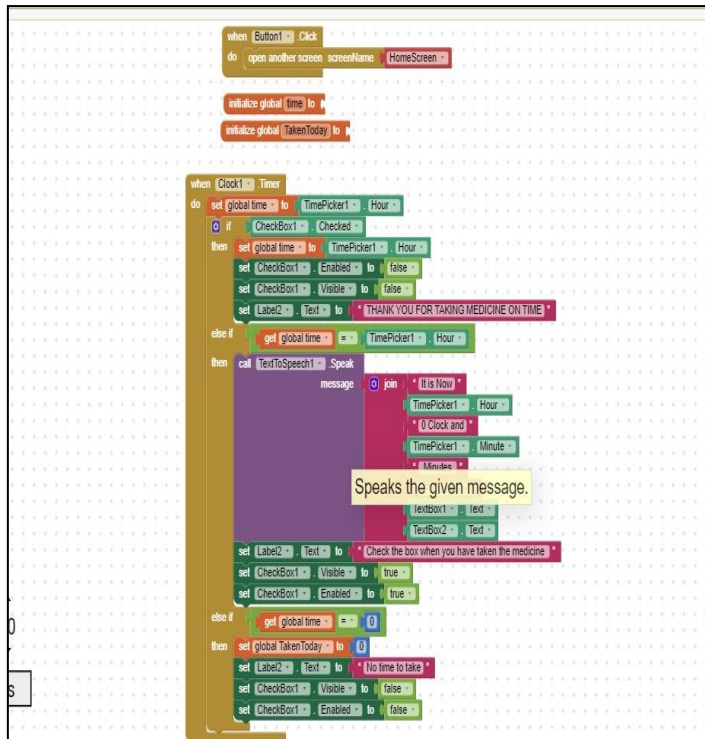 when Button1 .Click
do open another screen screenName HomeScreen
initialize global time to
initialize global TakenToday to
when Clock1 .Timer
do set global time to TimePicker1 . Hour
if CheckBox1 . Checked
then set global time to TimePicker1 . Hour
set CheckBox1 . Enabled to false
set CheckBox1 . Visible to false
set Label2 . Text to " THANK YOU FOR TAKING MEDICINE ON TIME "
else if get global time = TimePicker1 . Hour
then call TextToSpeech1 .Speak
message join " It is Now "
TimePicker1 . Hour
" 0 Clock and "
TimePicker1 . Minute
" Minutes "
Speaks the given message.
TextBox1 . Text
TextBox2 . Text
set Label2 . Text to " Check the box when you have taken the medicine "
set CheckBox1 . Visible to true
set CheckBox1 . Enabled to true
else if get global time = 0
then set global TakenToday to 0
set Label2 . Text to " No time to take "
set CheckBox1 . Visible to false
set CheckBox1 . Enabled to false
0
s